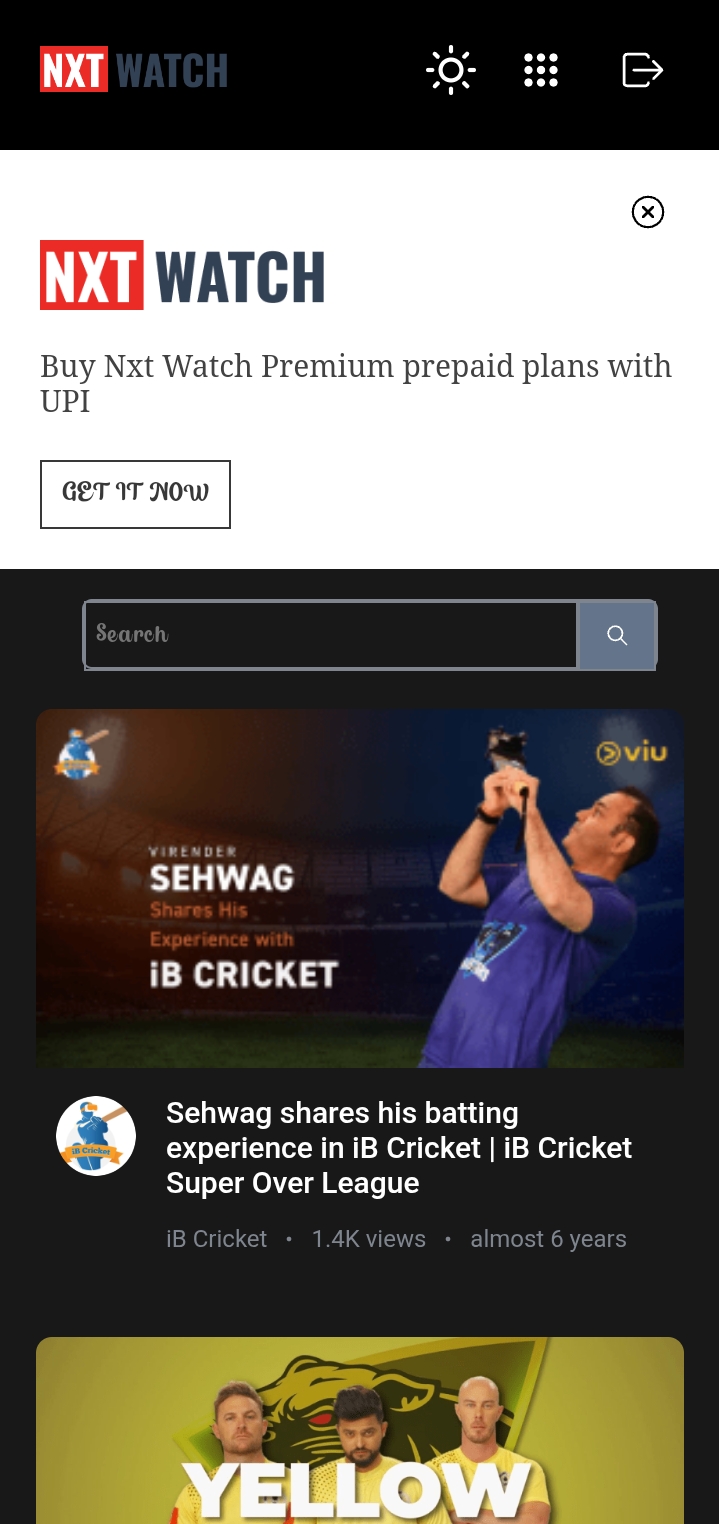 NXT WATCH
NXT WATCH
Buy Nxt Watch Premium prepaid plans with
UPI
GET IT NOW
Search
viu
VIRENDER
SEHWAG
Shares His
Experience with
iB CRICKET
Sehwag shares his batting
experience in iB Cricket | iB Cricket
Super Over League
iB Cricket
iB Cricket • 1.4K views • almost 6 years
YELLOW